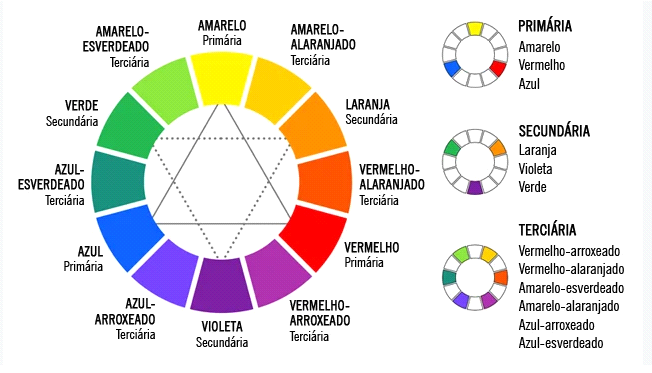 AMARELO
Primária
AMARELO-
ALARANJADO
Terciária
LARANJA
Secundária
VERMELHO-
ALARANJADO
Terciária
VERMELHO
Primária
VERMELHO-
ARROXEADO
Terciária
VIOLETA
Secundária
AZUL-
ARROXEADO
Terciária
AZUL
Primária
AZUL-
ESVERDEADO
Terciária
VERDE
Secundária
AMARELO-
ESVERDEADO
Terciária
PRIMÁRIA
Amarelo
Vermelho
Azul
SECUNDÁRIA
Laranja
Violeta
Verde
TERCIÁRIA
Vermelho-arroxeado
Vermelho-alaranjado
Amarelo-esverdeado
Amarelo-alaranjado
Azul-arroxeado
Azul-esverdeado